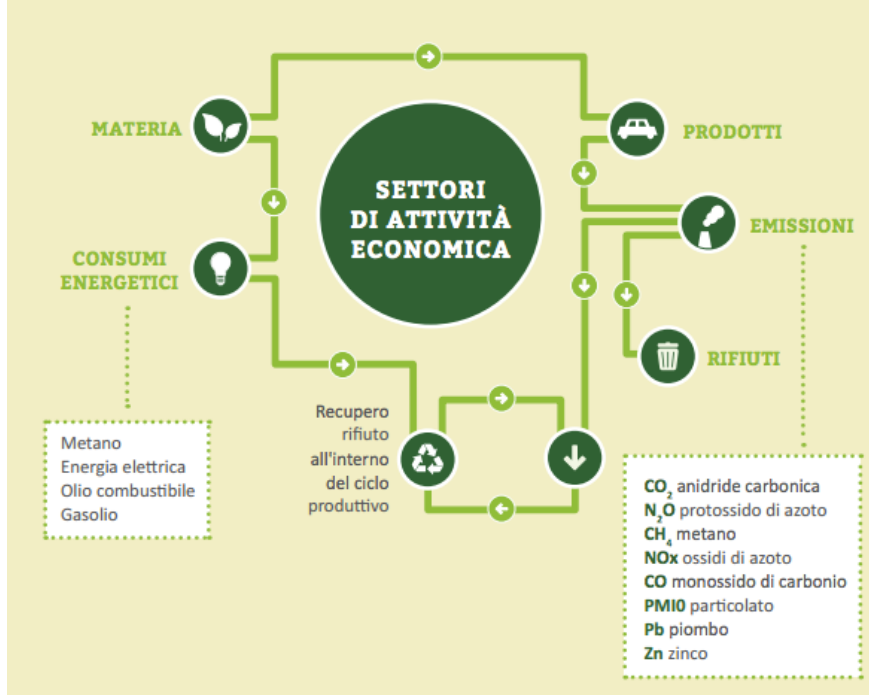 MATERIA
PRODOTTI
SETTORI
DI ATTIVITÀ
ECONOMICA
EMISSIONI
CONSUMI
ENERGETICI
RIFIUTI
Recupero
rifiuto
all'interno
del ciclo
produttivo
Metano
Energia elettrica
Olio combustibile
Gasolio
CO₂ anidride carbonica
N₂O protossido di azoto
CH₄ metano
NOx ossidi di azoto
CO monossido di carbonio
PMI0 particolato
Pb piombo
Zn zinco